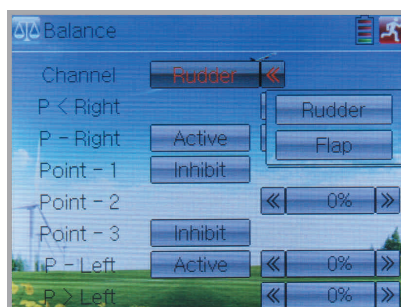 Balance
Channel Rudder «
P < Right Rudder
P - Right Active Flap
Point - 1 Inhibit
Point - 2 « 0% »
Point - 3 Inhibit
P - Left Active « 0% »
P > Left « 0% »